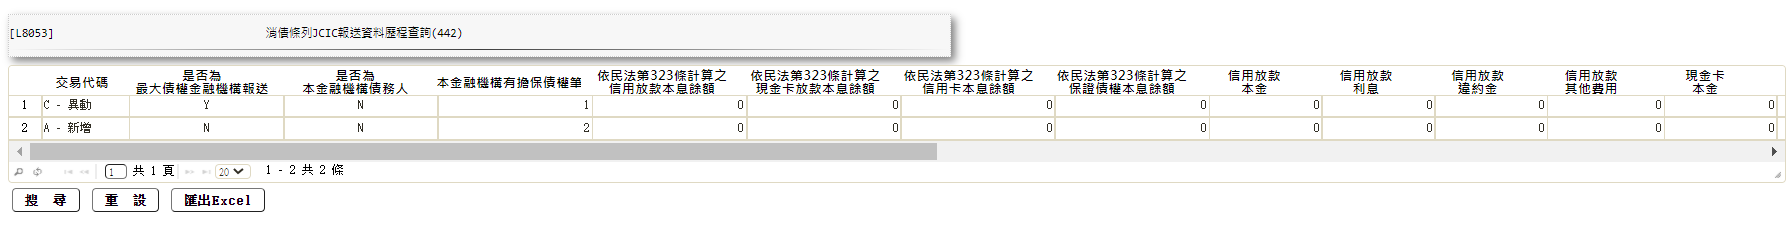 [L8053] 消債條列JCIC報送資料歷程查詢(442)
交易代碼 是否為 最大債權金融機構報送 是否為 本金融機構債務人 本金融機構有擔保債權筆 依民法第323條計算之 信用放款本息餘額 依民法第323條計算之 現金卡放款本息餘額 依民法第323條計算之 信用卡本息餘額 依民法第323條計算之 保證債權本息餘額 信用放款 本金 信用放款 利息 信用放款 違約金 信用放款 其他費用 現金卡 本金
1 C - 異動 Y N 1 0 0 0 0 0 0 0 0 0
2 A - 新增 N N 2 0 0 0 0 0 0 0 0 0
1 共 1 頁 20 1 - 2 共 2 條
搜 尋 重 設 匯出Excel